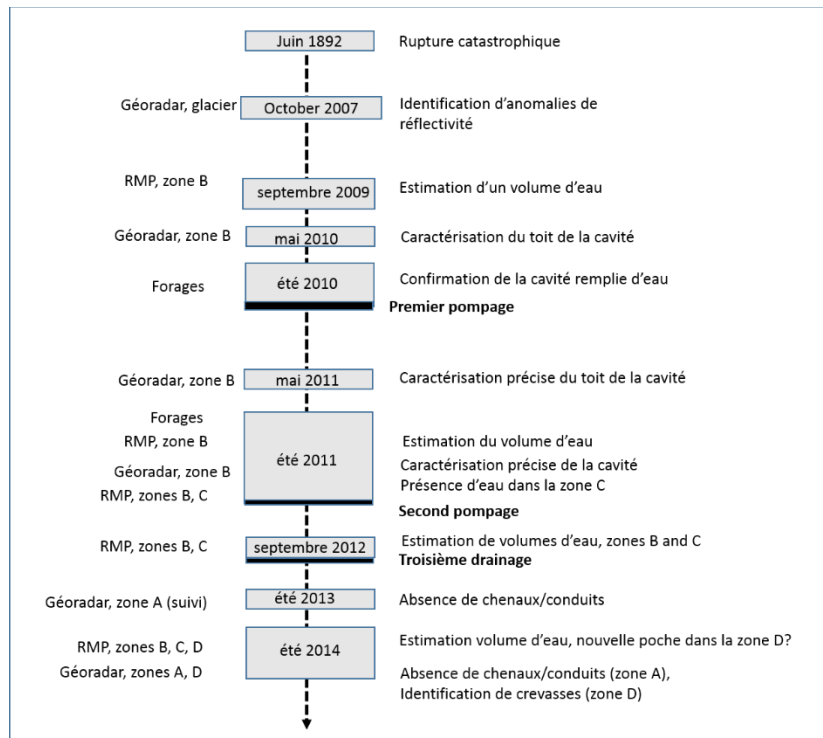 Juin 1892 Rupture catastrophique
Géoradar, glacier October 2007 Identification d'anomalies de
réflectivité
RMP, zone B septembre 2009 Estimation d'un volume d'eau
Géoradar, zone B mai 2010 Caractérisation du toit de la cavité
Forages été 2010 Confirmation de la cavité remplie d'eau
Premier pompage
Géoradar, zone B mai 2011 Caractérisation précise du toit de la cavité
Forages
RMP, zone B Estimation du volume d'eau
été 2011
Géoradar, zone B Caractérisation précise de la cavité
RMP, zones B, C Présence d'eau dans la zone C
Second pompage
RMP, zones B, C septembre 2012 Estimation de volumes d'eau, zones B and C
Troisième drainage
Géoradar, zone A (suivi) été 2013 Absence de chenaux/conduits
RMP, zones B, C, D été 2014 Estimation volume d'eau, nouvelle poche dans la zone D?
Géoradar, zones A, D Absence de chenaux/conduits (zone A),
Identification de crevasses (zone D)